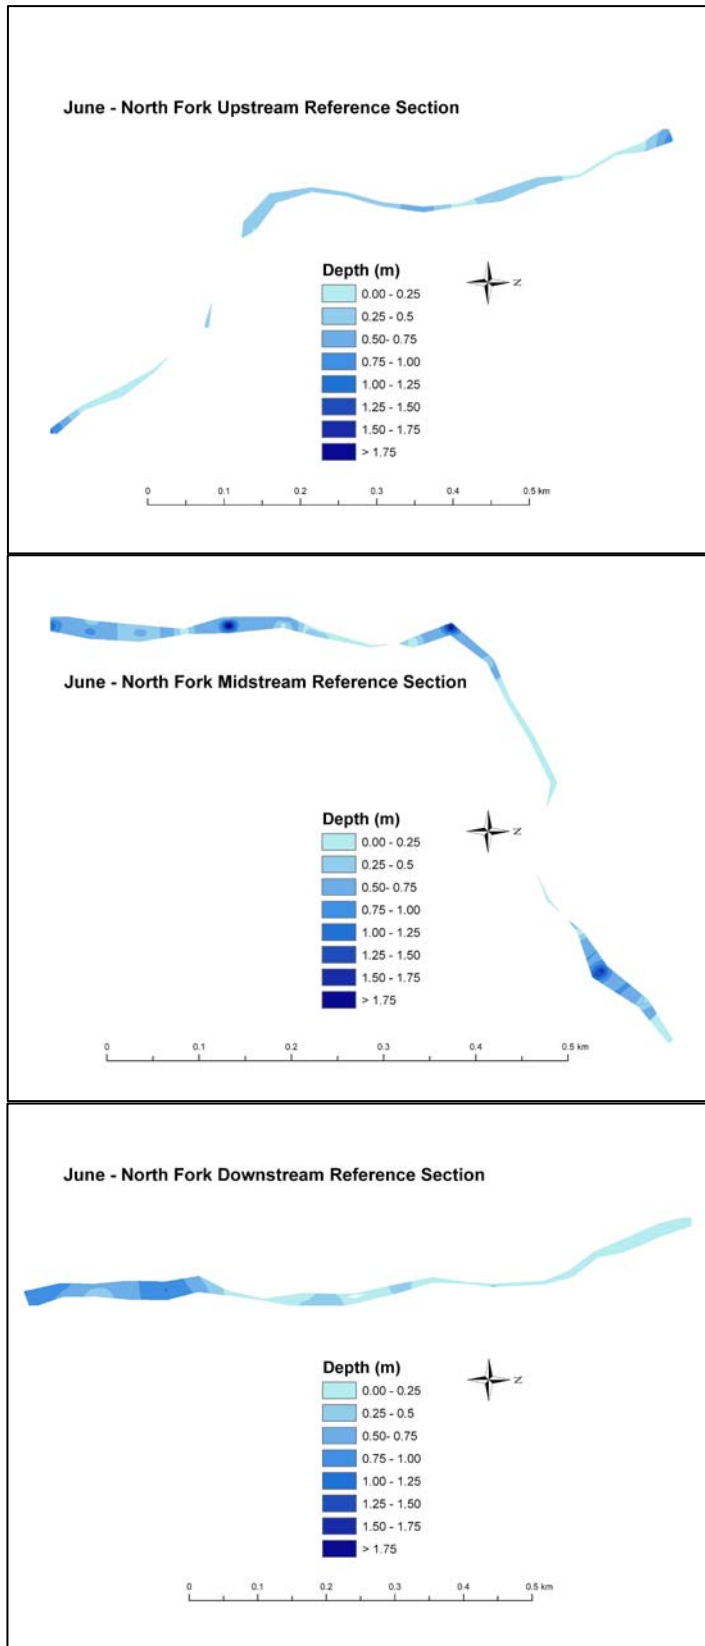 June - North Fork Upstream Reference Section
Depth (m)
N
0.00 - 0.25
0.25 - 0.5
0.50- 0.75
0.75 - 1.00
1.00 - 1.25
1.25 - 1.50
1.50 - 1.75
> 1.75
0 0.1 0.2 0.3 0.4 0.5 km
June - North Fork Midstream Reference Section
Depth (m)
N
0.00 - 0.25
0.25 - 0.5
0.50- 0.75
0.75 - 1.00
1.00 - 1.25
1.25 - 1.50
1.50 - 1.75
> 1.75
0 0.1 0.2 0.3 0.4 0.5 km
June - North Fork Downstream Reference Section
Depth (m)
N
0.00 - 0.25
0.25 - 0.5
0.50- 0.75
0.75 - 1.00
1.00 - 1.25
1.25 - 1.50
1.50 - 1.75
> 1.75
0 0.1 0.2 0.3 0.4 0.5 km